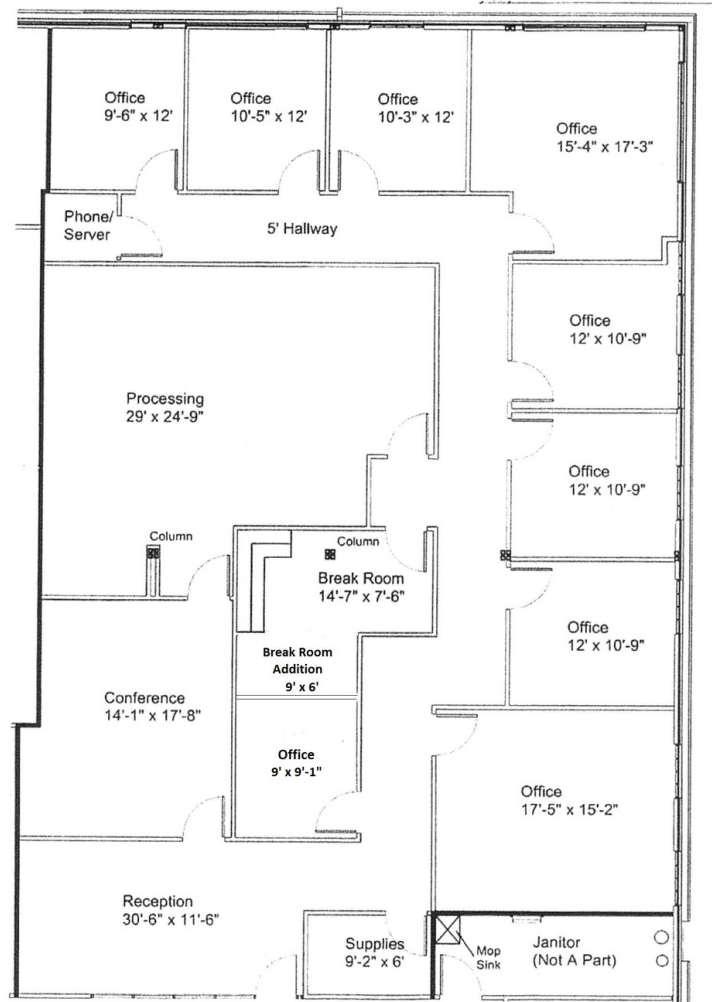 Office
9'-6" x 12'
Office
10'-5" x 12'
Office
10'-3" x 12'
Office
15'-4" x 17'-3"
Phone/
Server
5' Hallway
Office
12' x 10'-9"
Processing
29' x 24'-9"
Office
12' x 10'-9"
Column
Column
Break Room
14'-7" x 7'-6"
Office
12' x 10'-9"
Break Room
Addition
9' x 6'
Conference
14'-1" x 17'-8"
Office
9' x 9'-1"
Office
17'-5" x 15'-2"
Reception
30'-6" x 11'-6"
Supplies
9'-2" x 6'
Mop
Sink
Janitor
(Not A Part)